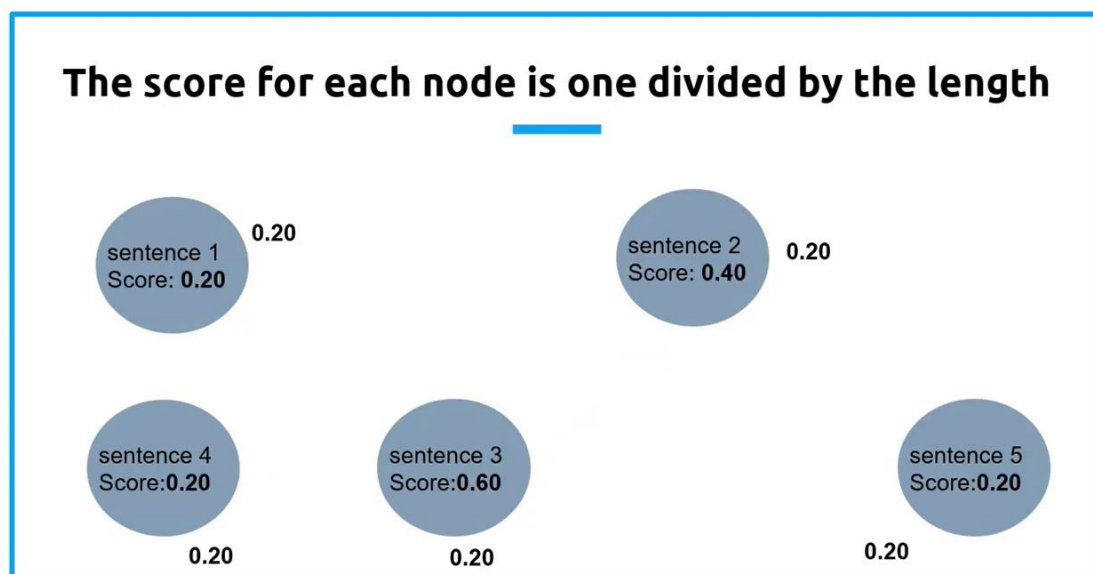 The score for each node is one divided by the length
sentence 1
Score: 0.20
0.20
sentence 2
Score: 0.40
0.20
sentence 4
Score:0.20
0.20
sentence 3
Score:0.60
0.20
sentence 5
Score:0.20
0.20